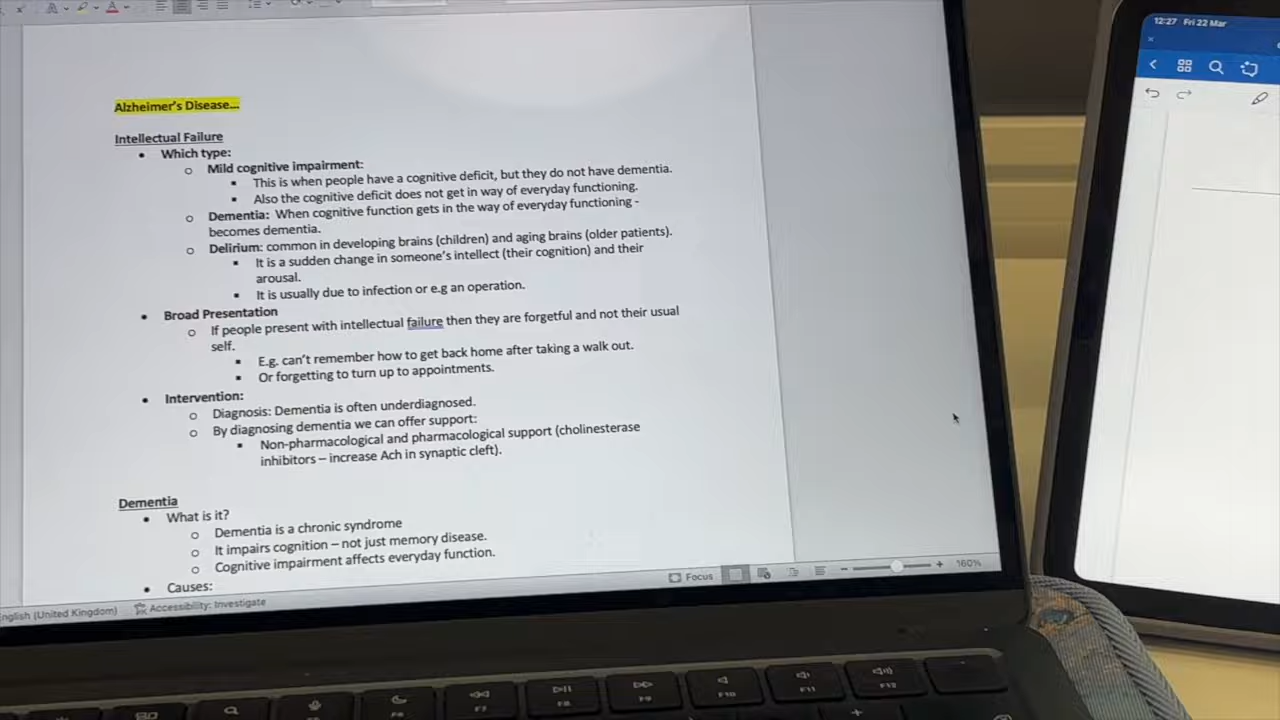 Alzheimer's Disease...
Intellectual Failure
Which type:
Mild cognitive impairment:
This is when people have a cognitive deficit, but they do not have dementia.
Also the cognitive deficit does not get in way of everyday functioning.
Dementia: When cognitive function gets in the way of everyday functioning -
becomes dementia.
Delirium: common in developing brains (children) and aging brains (older patients).
It is a sudden change in someone's intellect (their cognition) and their
arousal.
It is usually due to infection or e.g an operation.
Broad Presentation
If people present with intellectual failure then they are forgetful and not their usual
self.
E.g. can't remember how to get back home after taking a walk out.
Or forgetting to turn up to appointments.
Intervention:
Diagnosis: Dementia is often underdiagnosed.
By diagnosing dementia we can offer support:
Non-pharmacological and pharmacological support (cholinesterase
inhibitors – increase Ach in synaptic cleft).
Dementia
What is it?
Dementia is a chronic syndrome
It impairs cognition – not just memory disease.
Cognitive impairment affects everyday function.
Causes:
English (United Kingdom)
Accessibility: Investigate
Focus
160%
12:27 Fri 22 Mar
F6
F7
F8
F9
F10
F11
F12